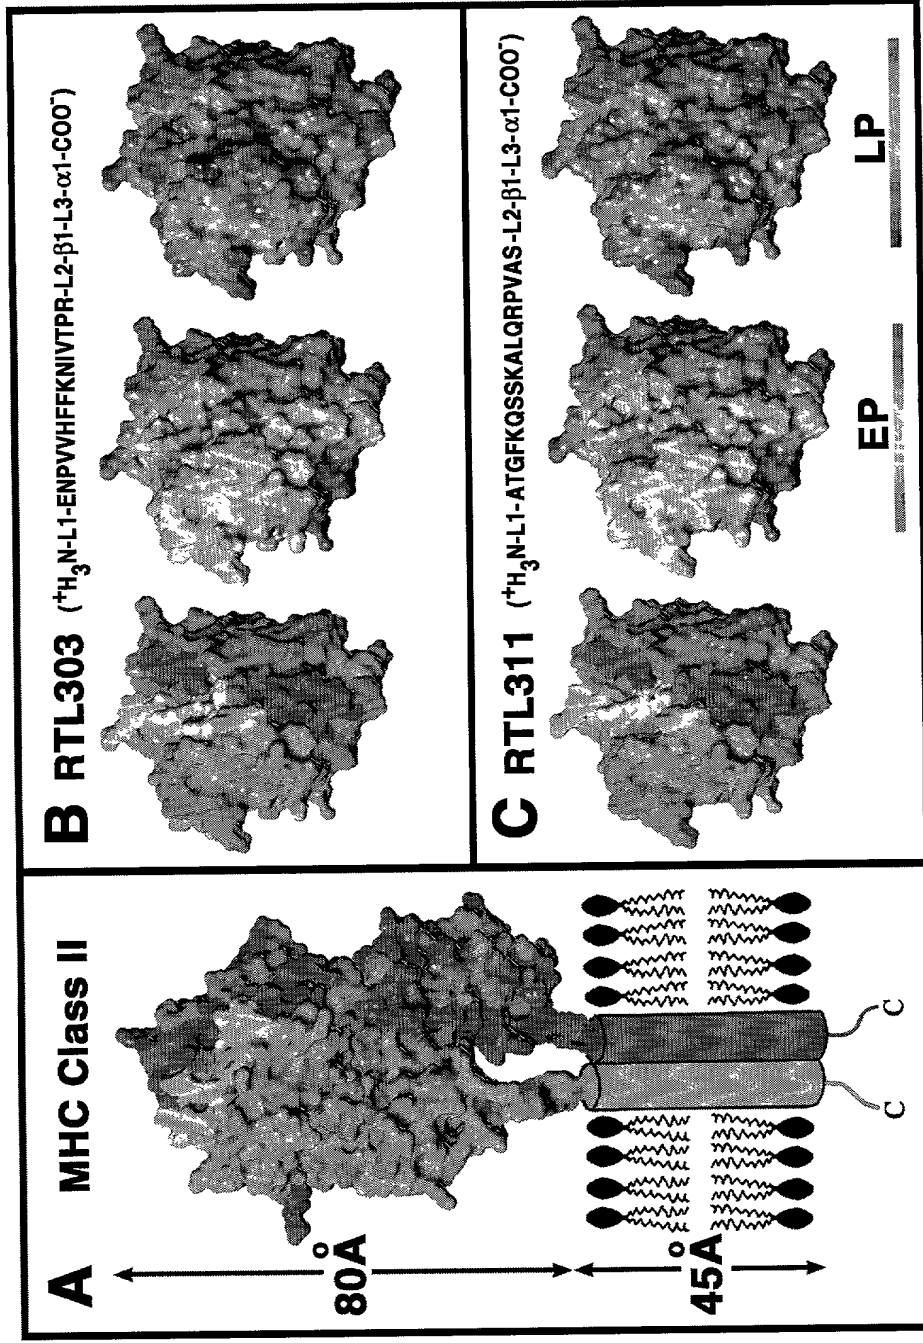 A MHC Class II
80Å
45Å
C
C
B RTL303 (⁺H₃N-L1-ENPVVHFFKNIVTPR-L2-β1-L3-α1-COO⁻)
C RTL311 (⁺H₃N-L1-ATGFKQSSKALQRPVAS-L2-β1-L3-α1-COO⁻)
EP
LP